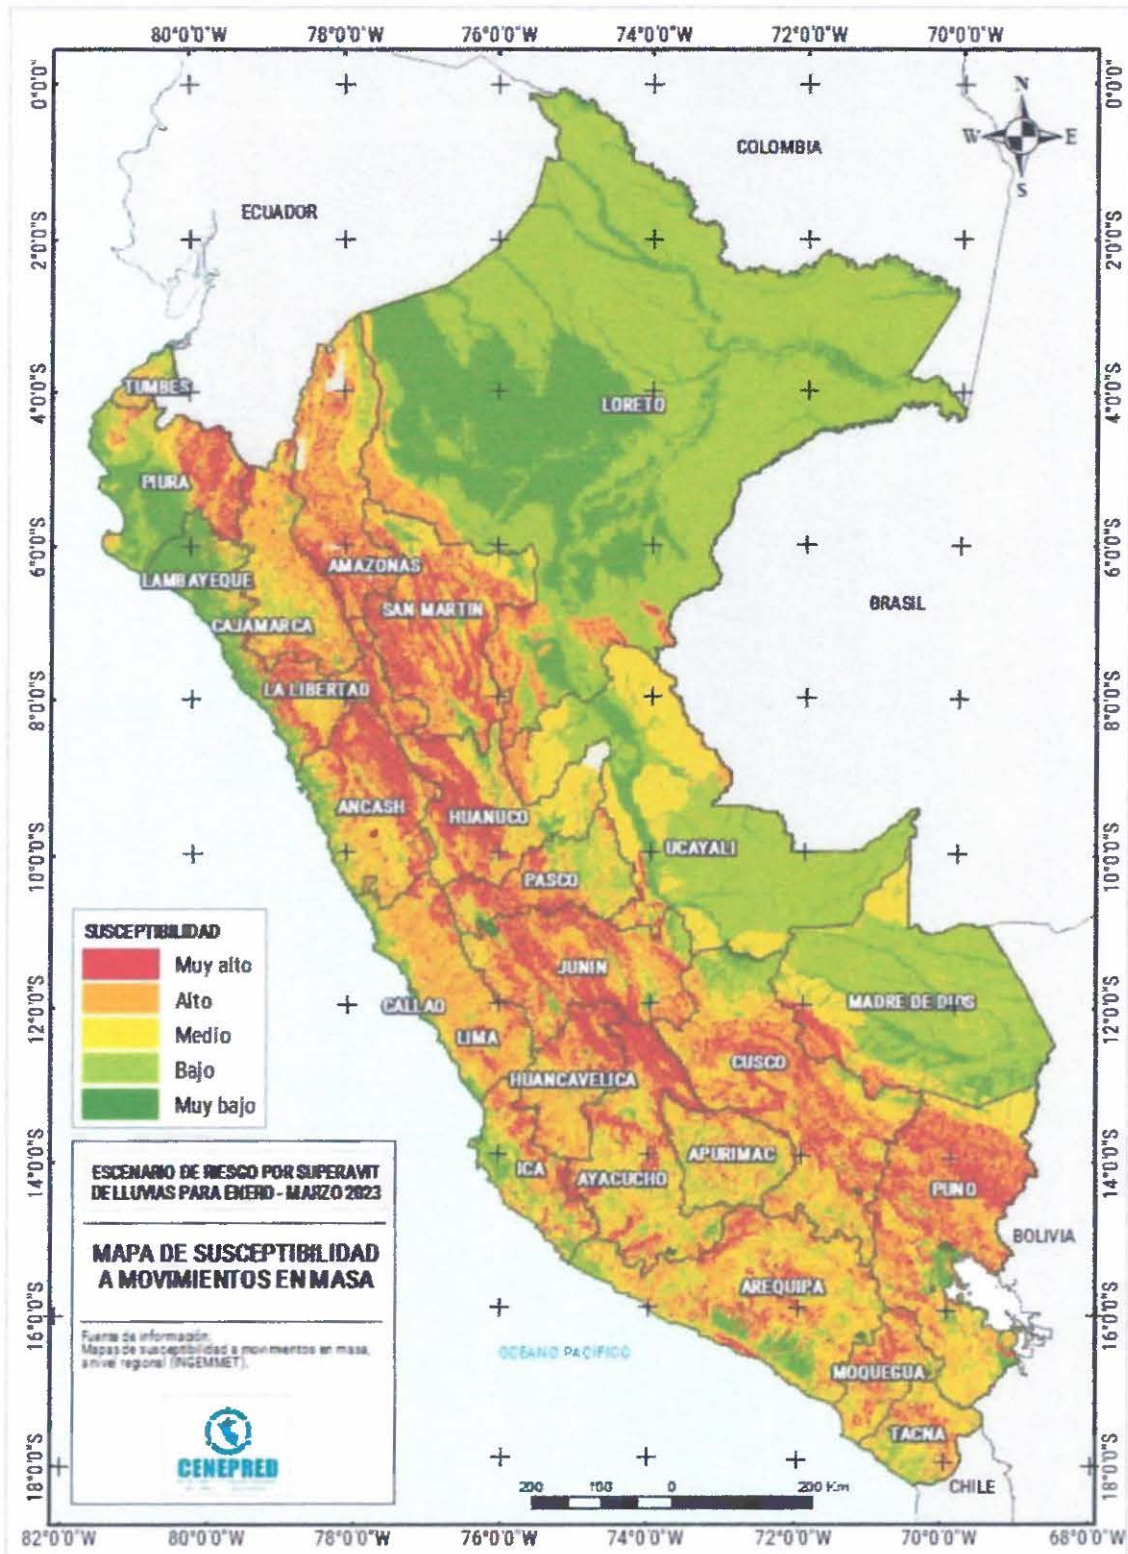 80°0'0"W 78°0'0"W 76°0'0"W 74°0'0"W 72°0'0"W 70°0'0"W
0°0'0"
2°0'0"S
4°0'0"S
6°0'0"S
8°0'0"S
10°0'0"S
12°0'0"S
14°0'0"S
16°0'0"S
18°0'0"S
0°0'0"
2°0'0"S
4°0'0"S
6°0'0"S
8°0'0"S
10°0'0"S
12°0'0"S
14°0'0"S
16°0'0"S
18°0'0"S
N
W E
S
COLOMBIA
ECUADOR
TUMBES
LORETO
PIURA
AMAZONAS
LAMBAYEQUE
SAN MARTIN
BRASIL
CAJAMARCA
LA LIBERTAD
ANCASH
HUANUCO
UCAYALI
PASCO
JUNIN
MADRE DE DIOS
CALLAO
LIMA
CUSCO
HUANCAVELICA
APURIMAC
ICA
AYACUCHO
PUNO
BOLIVIA
AREQUIPA
OCÉANO PACÍFICO
MOQUEGUA
TACNA
CHILE
SUSCEPTIBILIDAD
Muy alto
Alto
Medio
Bajo
Muy bajo
ESCENARIO DE RIESGO POR SUPERAVIT
DE LLUVIAS PARA ENERO - MARZO 2023
MAPA DE SUSCEPTIBILIDAD
A MOVIMIENTOS EN MASA
Fuente de información:
Mapas de susceptibilidad a movimientos en masa,
a nivel regional (INGEMMET).
CENEPRED
200 100 0 200 Km
82°0'0"W 80°0'0"W 78°0'0"W 76°0'0"W 74°0'0"W 72°0'0"W 70°0'0"W 68°0'0"W